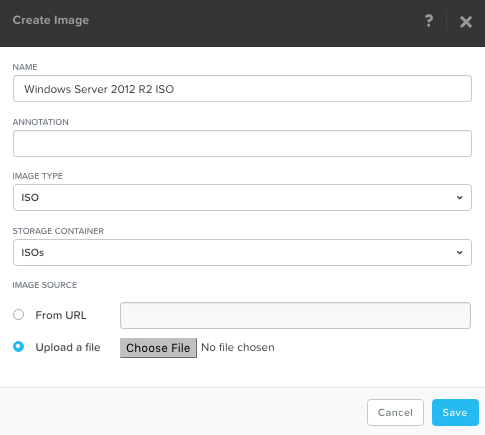 Create Image ?
NAME
Windows Server 2012 R2 ISO
ANNOTATION
IMAGE TYPE
ISO
STORAGE CONTAINER
ISOs
IMAGE SOURCE
From URL
Upload a file Choose File No file chosen
Cancel Save